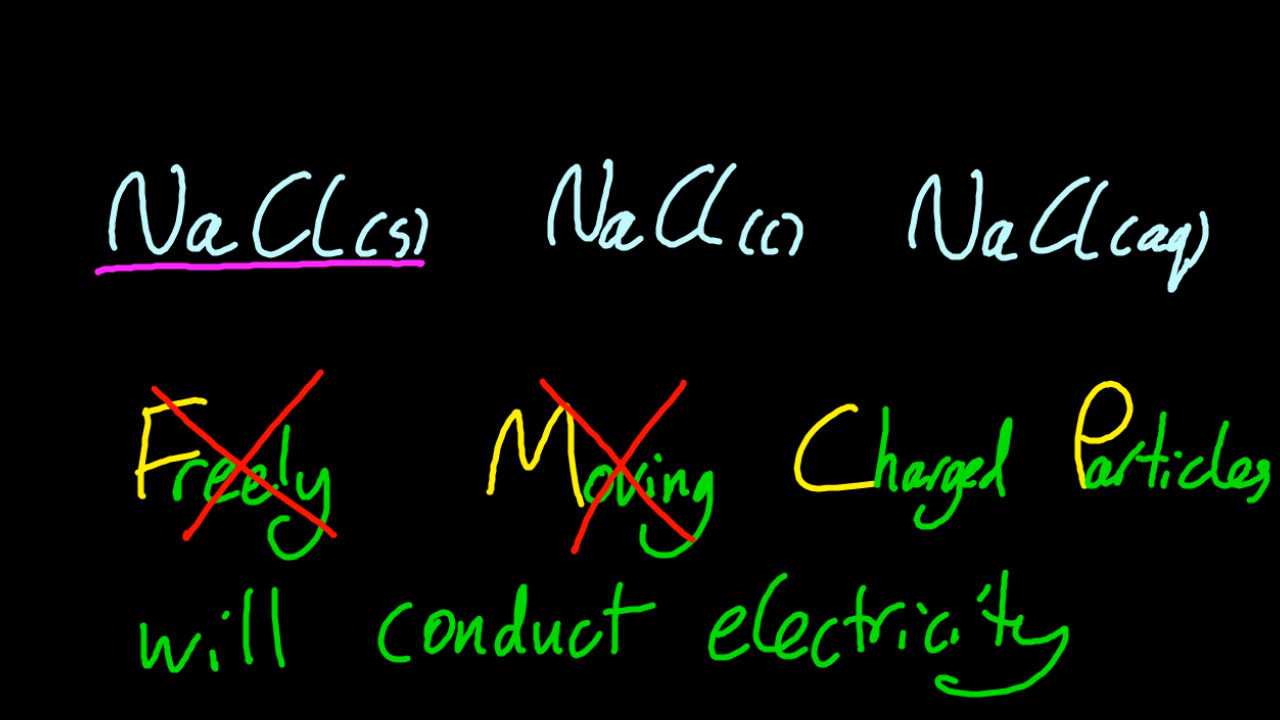 NaCl(s) NaCl(l) NaCl(aq)
Freely Moving Charged Particles
will conduct electricity